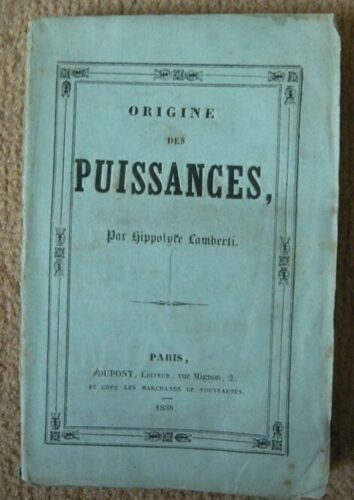 ORIGINE
DES
PUISSANCES,
Par Hippolyte Lamberti.
PARIS,
DUPONT, Éditeur, rue Mignon, 2.
ET CHEZ LES MARCHANDS DE NOUVEAUTÉS.
1838.